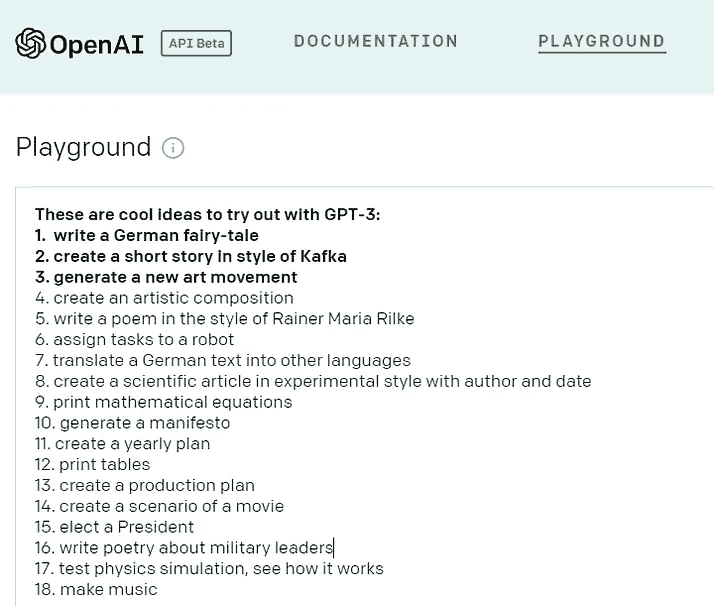 OpenAI API Beta DOCUMENTATION PLAYGROUND
Playground
These are cool ideas to try out with GPT-3:
1. write a German fairy-tale
2. create a short story in style of Kafka
3. generate a new art movement
4. create an artistic composition
5. write a poem in the style of Rainer Maria Rilke
6. assign tasks to a robot
7. translate a German text into other languages
8. create a scientific article in experimental style with author and date
9. print mathematical equations
10. generate a manifesto
11. create a yearly plan
12. print tables
13. create a production plan
14. create a scenario of a movie
15. elect a President
16. write poetry about military leaders
17. test physics simulation, see how it works
18. make music